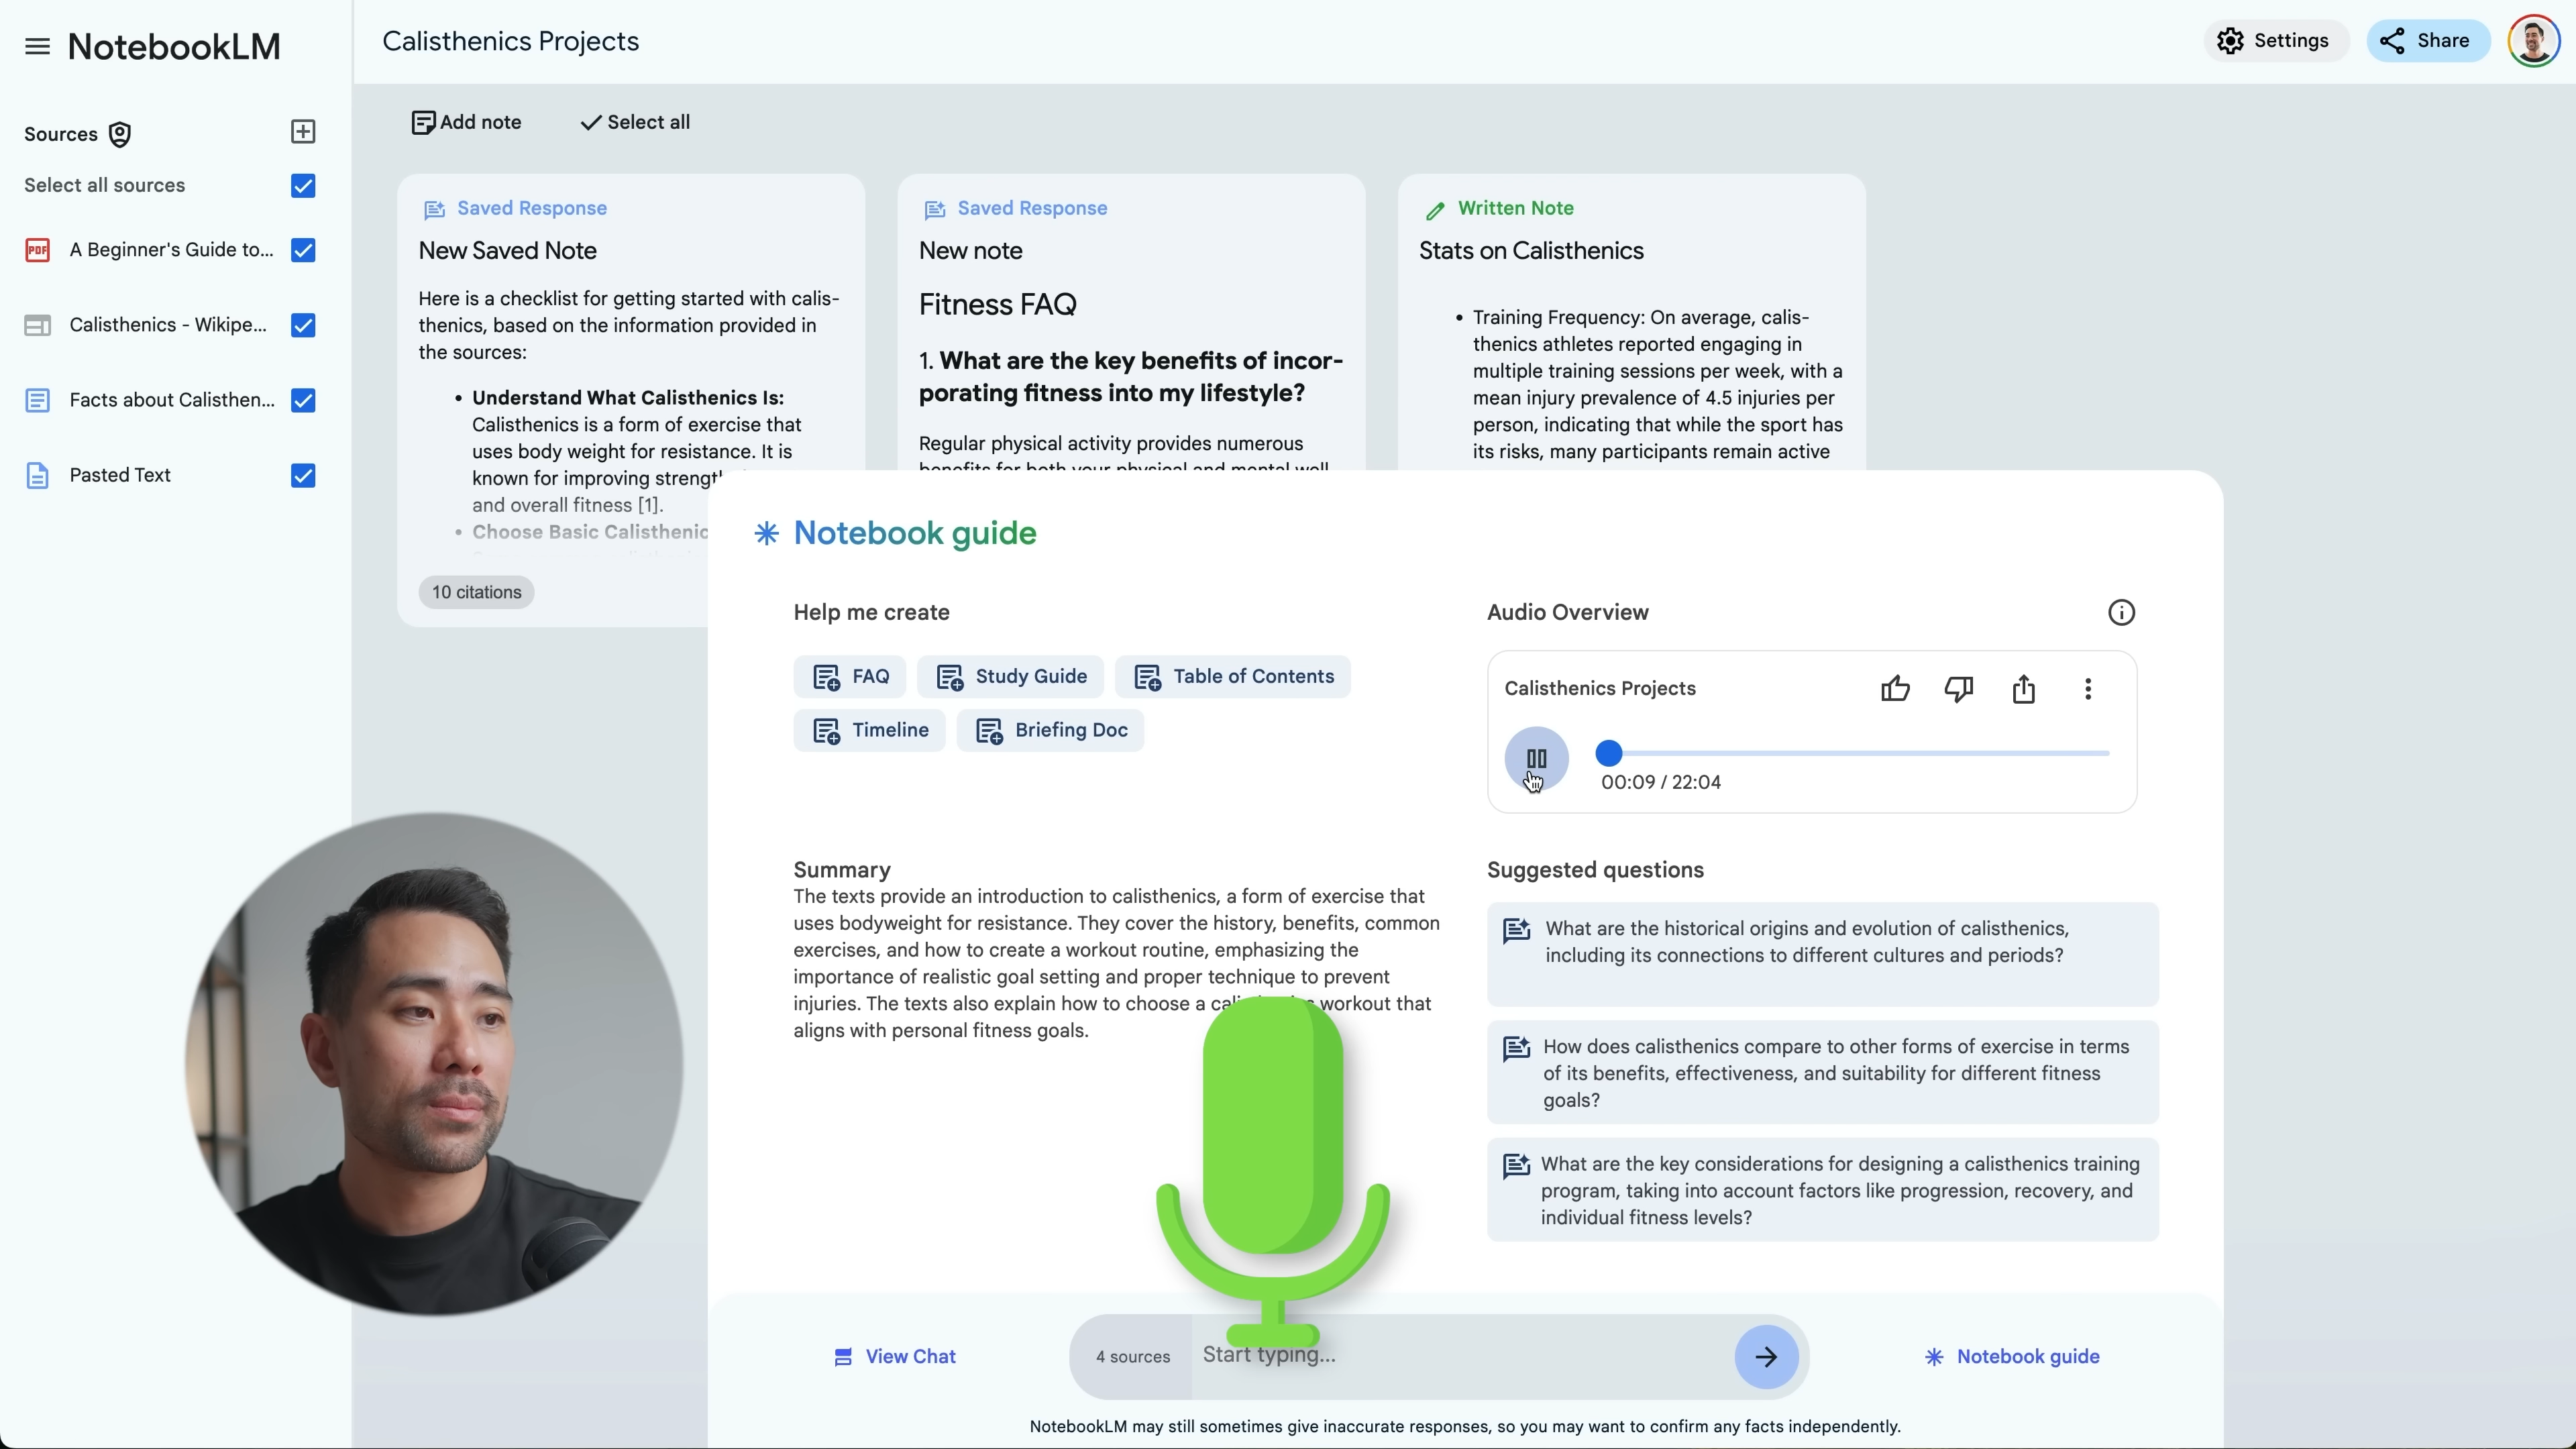 NotebookLM
Calisthenics Projects
Settings
Share
Sources
Select all sources
A Beginner's Guide to...
Calisthenics - Wikipe...
Facts about Calisthen...
Pasted Text
Add note
Select all
Saved Response
New Saved Note
Here is a checklist for getting started with calis-
thenics, based on the information provided in
the sources:
• Understand What Calisthenics Is:
Calisthenics is a form of exercise that
uses body weight for resistance. It is
known for improving strength
and overall fitness [1].
• Choose Basic Calisthenic
10 citations
Saved Response
New note
Fitness FAQ
1. What are the key benefits of incor-
porating fitness into my lifestyle?
Regular physical activity provides numerous
benefits for both your physical and mental well
Written Note
Stats on Calisthenics
• Training Frequency: On average, calis-
thenics athletes reported engaging in
multiple training sessions per week, with a
mean injury prevalence of 4.5 injuries per
person, indicating that while the sport has
its risks, many participants remain active
Notebook guide
Help me create
FAQ
Study Guide
Table of Contents
Timeline
Briefing Doc
Audio Overview
Calisthenics Projects
00:09 / 22:04
Summary
The texts provide an introduction to calisthenics, a form of exercise that
uses bodyweight for resistance. They cover the history, benefits, common
exercises, and how to create a workout routine, emphasizing the
importance of realistic goal setting and proper technique to prevent
injuries. The texts also explain how to choose a workout that
aligns with personal fitness goals.
Suggested questions
What are the historical origins and evolution of calisthenics,
including its connections to different cultures and periods?
How does calisthenics compare to other forms of exercise in terms
of its benefits, effectiveness, and suitability for different fitness
goals?
What are the key considerations for designing a calisthenics training
program, taking into account factors like progression, recovery, and
individual fitness levels?
View Chat
4 sources
Start typing...
Notebook guide
NotebookLM may still sometimes give inaccurate responses, so you may want to confirm any facts independently.